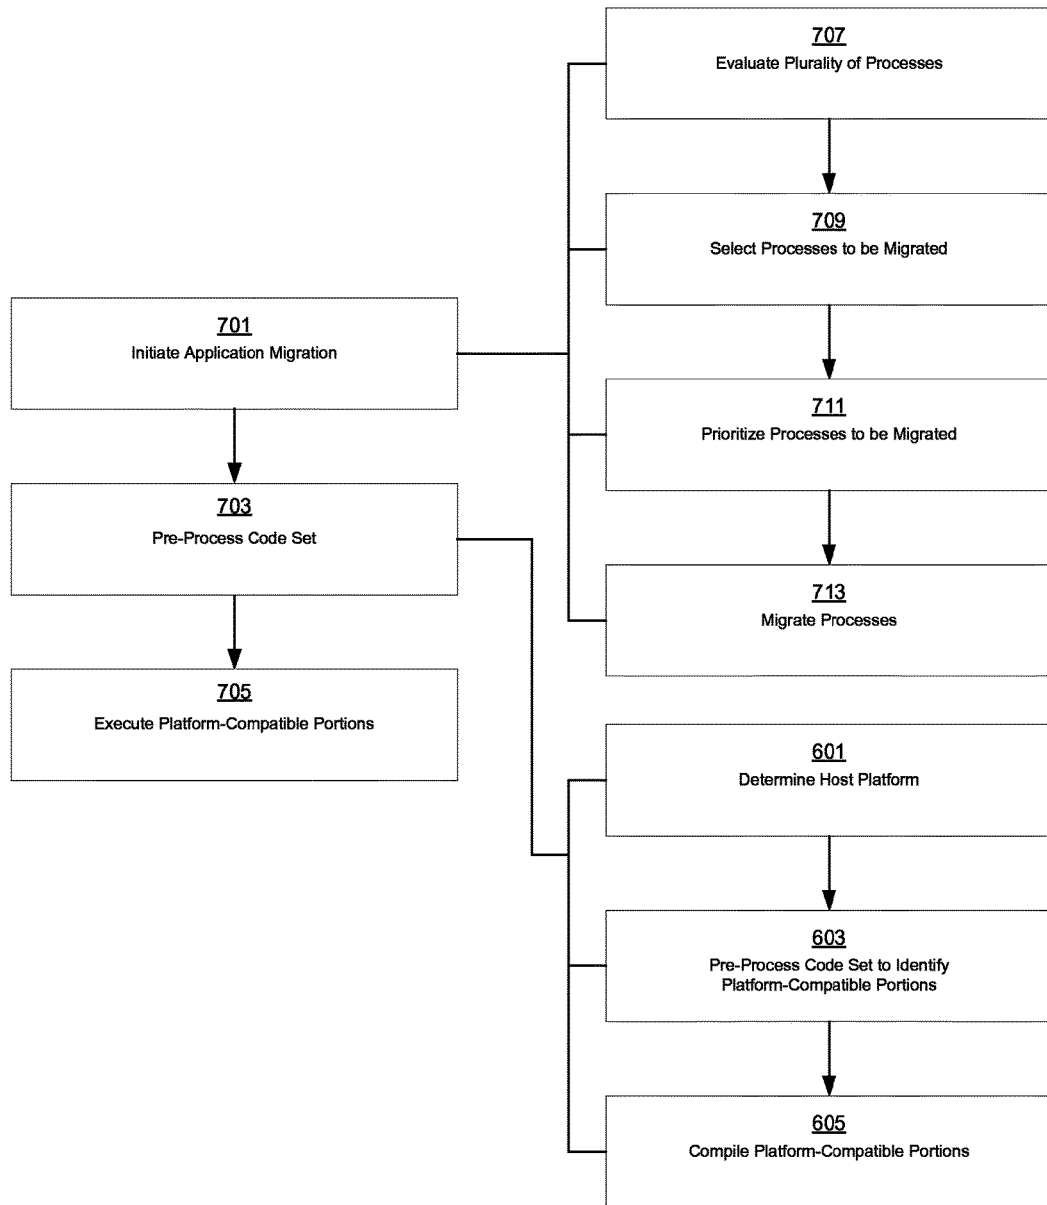 707
Evaluate Plurality of Processes
709
Select Processes to be Migrated
701
Initiate Application Migration
711
Prioritize Processes to be Migrated
703
Pre-Process Code Set
713
Migrate Processes
705
Execute Platform-Compatible Portions
601
Determine Host Platform
603
Pre-Process Code Set to Identify
Platform-Compatible Portions
605
Compile Platform-Compatible Portions